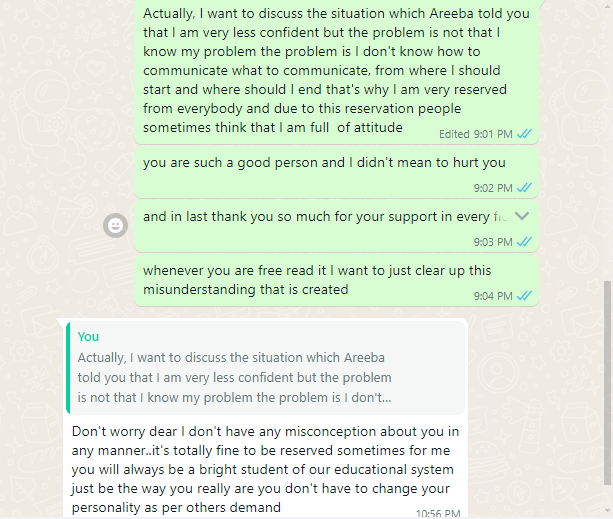 Actually, I want to discuss the situation which Areeba told you
that I am very less confident but the problem is not that I
know my problem the problem is I don't know how to
communicate what to communicate, from where I should
start and where should I end that's why I am very reserved
from everybody and due to this reservation people
sometimes think that I am full of attitude
Edited 9:01 PM
you are such a good person and I didn't mean to hurt you
9:02 PM
and in last thank you so much for your support in every
9:03 PM
whenever you are free read it I want to just clear up this
misunderstanding that is created
9:04 PM
You
Actually, I want to discuss the situation which Areeba
told you that I am very less confident but the problem
is not that I know my problem the problem is I don't...
Don't worry dear I don't have any misconception about you in
any manner..it's totally fine to be reserved sometimes for me
you will always be a bright student of our educational system
just be the way you really are you don't have to change your
personality as per others demand
10:56 PM